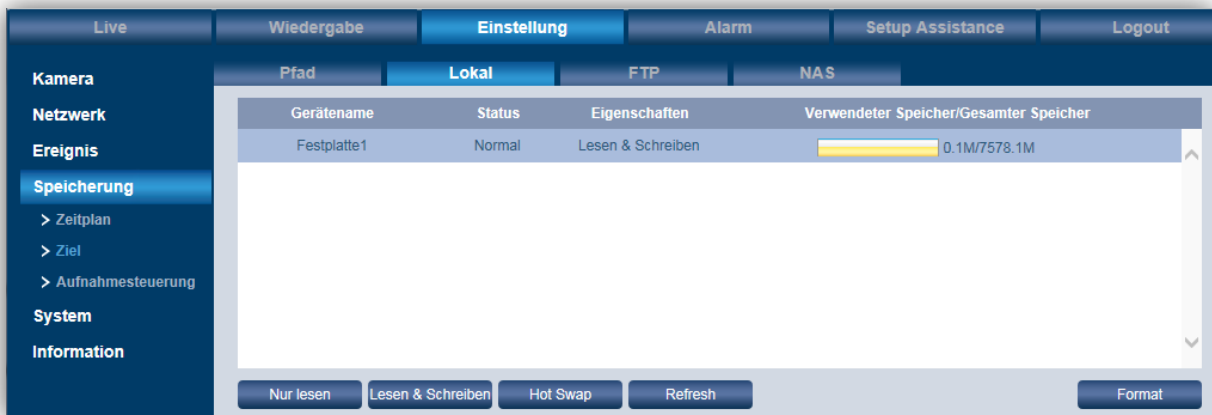 Live Wiedergabe Einstellung Alarm Setup Assistance Logout
Pfad Lokal FTP NAS
Kamera
Netzwerk
Ereignis
Speicherung
> Zeitplan
> Ziel
> Aufnahmesteuerung
System
Information
Gerätename Status Eigenschaften Verwendeter Speicher/Gesamter Speicher
Festplatte1 Normal Lesen & Schreiben 0.1M/7578.1M
Nur lesen Lesen & Schreiben Hot Swap Refresh Format